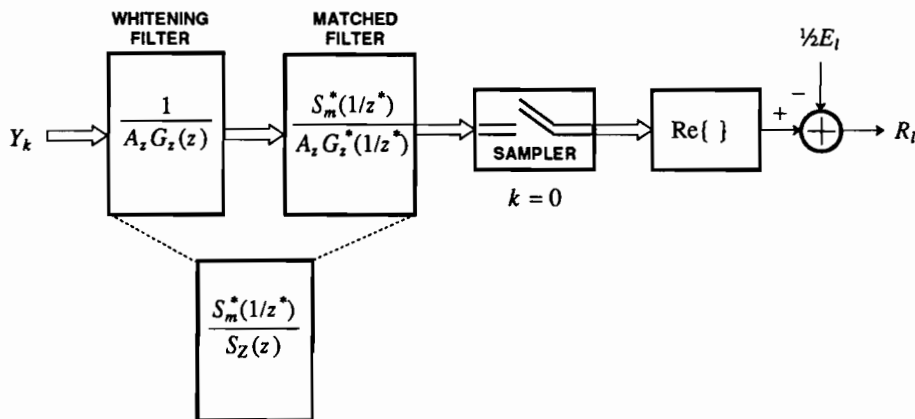 WHITENING FILTER
MATCHED FILTER
½E_l
Y_k
1 / A_z G_z(z)
S_m^*(1/z^*) / A_z G_z^*(1/z^*)
SAMPLER
k = 0
Re{ }
+
−
+
R_l
S_m^*(1/z^*) / S_Z(z)